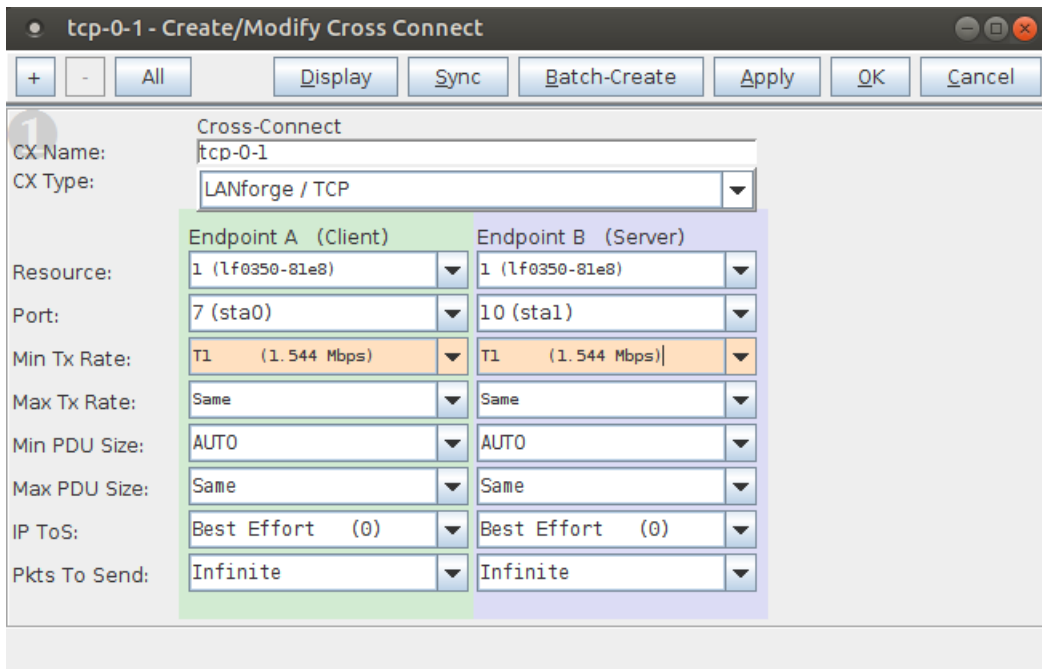 tcp-0-1 - Create/Modify Cross Connect
+ - All Display Sync Batch-Create Apply OK Cancel
1
Cross-Connect
CX Name: tcp-0-1
CX Type: LANforge / TCP
Endpoint A (Client) Endpoint B (Server)
Resource: 1 (lf0350-81e8) 1 (lf0350-81e8)
Port: 7 (sta0) 10 (sta1)
Min Tx Rate: T1 (1.544 Mbps) T1 (1.544 Mbps)
Max Tx Rate: Same Same
Min PDU Size: AUTO AUTO
Max PDU Size: Same Same
IP ToS: Best Effort (0) Best Effort (0)
Pkts To Send: Infinite Infinite